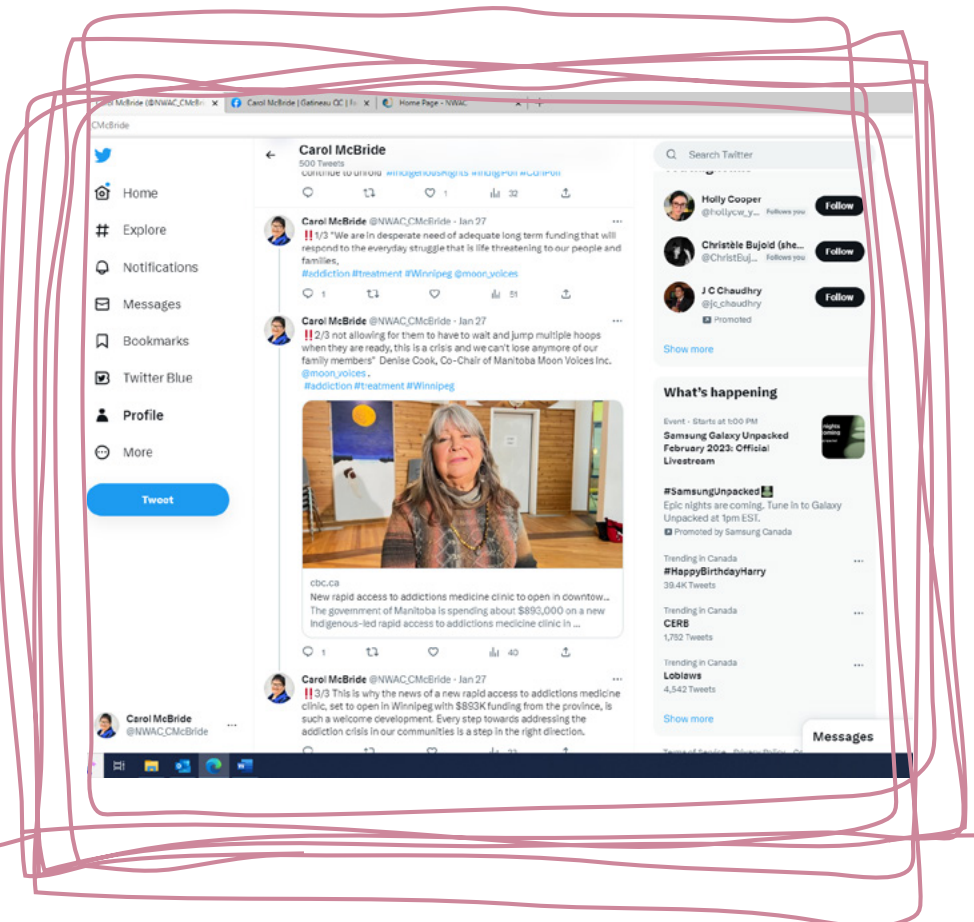 McBride (@NWAC_CMcBri x
Carol McBride | Gatineau QC | x
Home Page - NWAC x +
CMcBride
Home
Explore
Notifications
Messages
Bookmarks
Twitter Blue
Profile
More
Tweet
Carol McBride
@NWAC_CMcBride
Carol McBride
500 Tweets
continue to unfold #IndigenousRights #IndigPoli #CdnPoli
1 32
Carol McBride @NWAC_CMcBride · Jan 27
‼1/3 "We are in desperate need of adequate long term funding that will
respond to the everyday struggle that is life threatening to our people and
families,
#addiction #treatment #Winnipeg @moon_voices
1 51
Carol McBride @NWAC_CMcBride · Jan 27
‼2/3 not allowing for them to have to wait and jump multiple hoops
when they are ready, this is a crisis and we can't lose anymore of our
family members" Denise Cook, Co-Chair of Manitoba Moon Voices Inc.
@moon_voices.
#addiction #treatment #Winnipeg
cbc.ca
New rapid access to addictions medicine clinic to open in downtow...
The government of Manitoba is spending about $893,000 on a new
Indigenous-led rapid access to addictions medicine clinic in ...
1 40
Carol McBride @NWAC_CMcBride · Jan 27
‼3/3 This is why the news of a new rapid access to addictions medicine
clinic, set to open in Winnipeg with $893K funding from the province, is
such a welcome development. Every step towards addressing the
addiction crisis in our communities is a step in the right direction.
Search Twitter
Holly Cooper
@hollycw_y... Follows you
Follow
Christèle Bujold (she...
@ChristBuj... Follows you
Follow
J C Chaudhry
@jc_chaudhry
Promoted
Follow
Show more
What's happening
Event · Starts at 1:00 PM
Samsung Galaxy Unpacked
February 2023: Official
Livestream
#SamsungUnpacked
Epic nights are coming. Tune in to Galaxy
Unpacked at 1pm EST.
Promoted by Samsung Canada
Trending in Canada
#HappyBirthdayHarry
39.4K Tweets
Trending in Canada
CERB
1,752 Tweets
Trending in Canada
Loblaws
4,542 Tweets
Show more
Terms of Service Privacy Policy
Messages